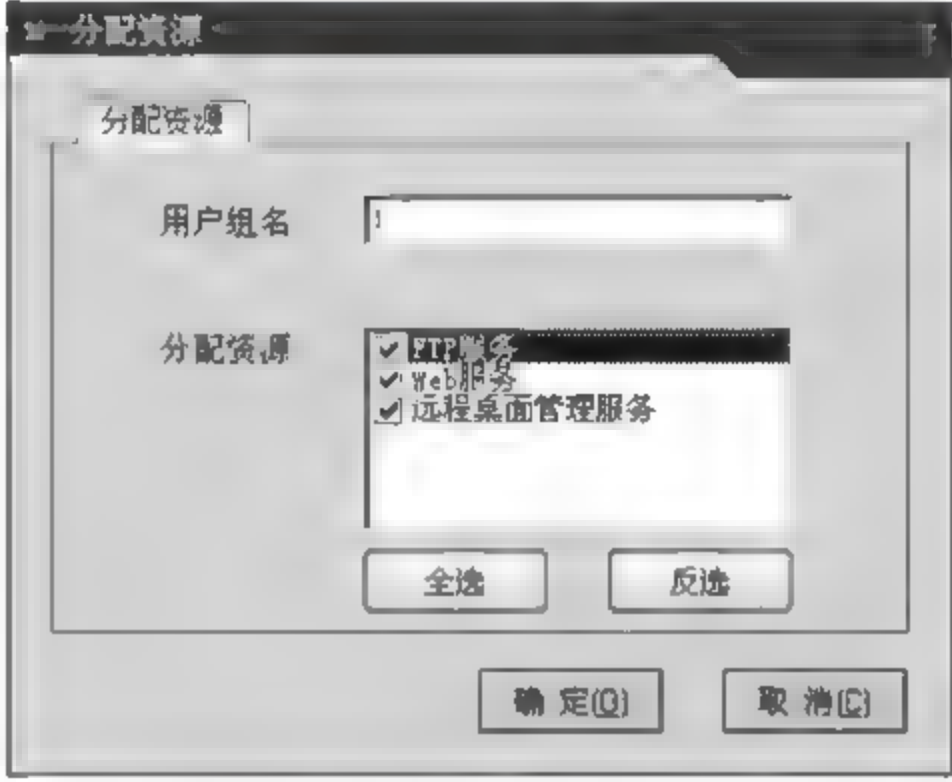 分配资源
分配资源
用户组名
分配资源
FTP服务
Web服务
远程桌面管理服务
全选
反选
确 定(O)
取 消(C)